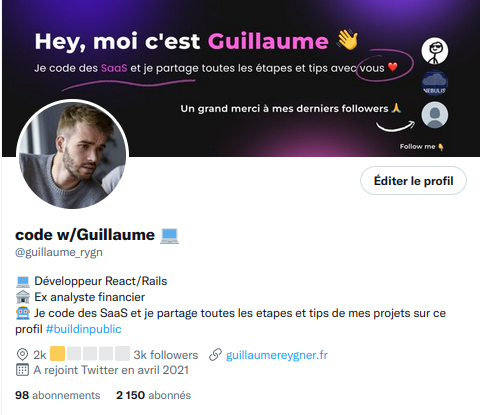 Hey, moi c'est Guillaume 👋
Je code des SaaS et je partage toutes les étapes et tips avec vous ❤️
Un grand merci à mes derniers followers 🙏
NEBULIS
Follow me 👇
Éditer le profil
code w/Guillaume 💻
@guillaume_rygn
💻 Développeur React/Rails
🏛️ Ex analyste financier
🤖 Je code des SaaS et je partage toutes les etapes et tips de mes projets sur ce
profil #buildinpublic
2k 🟨⬜⬜⬜⬜ 3k followers guillaumereygner.fr
A rejoint Twitter en avril 2021
98 abonnements 2 150 abonnés